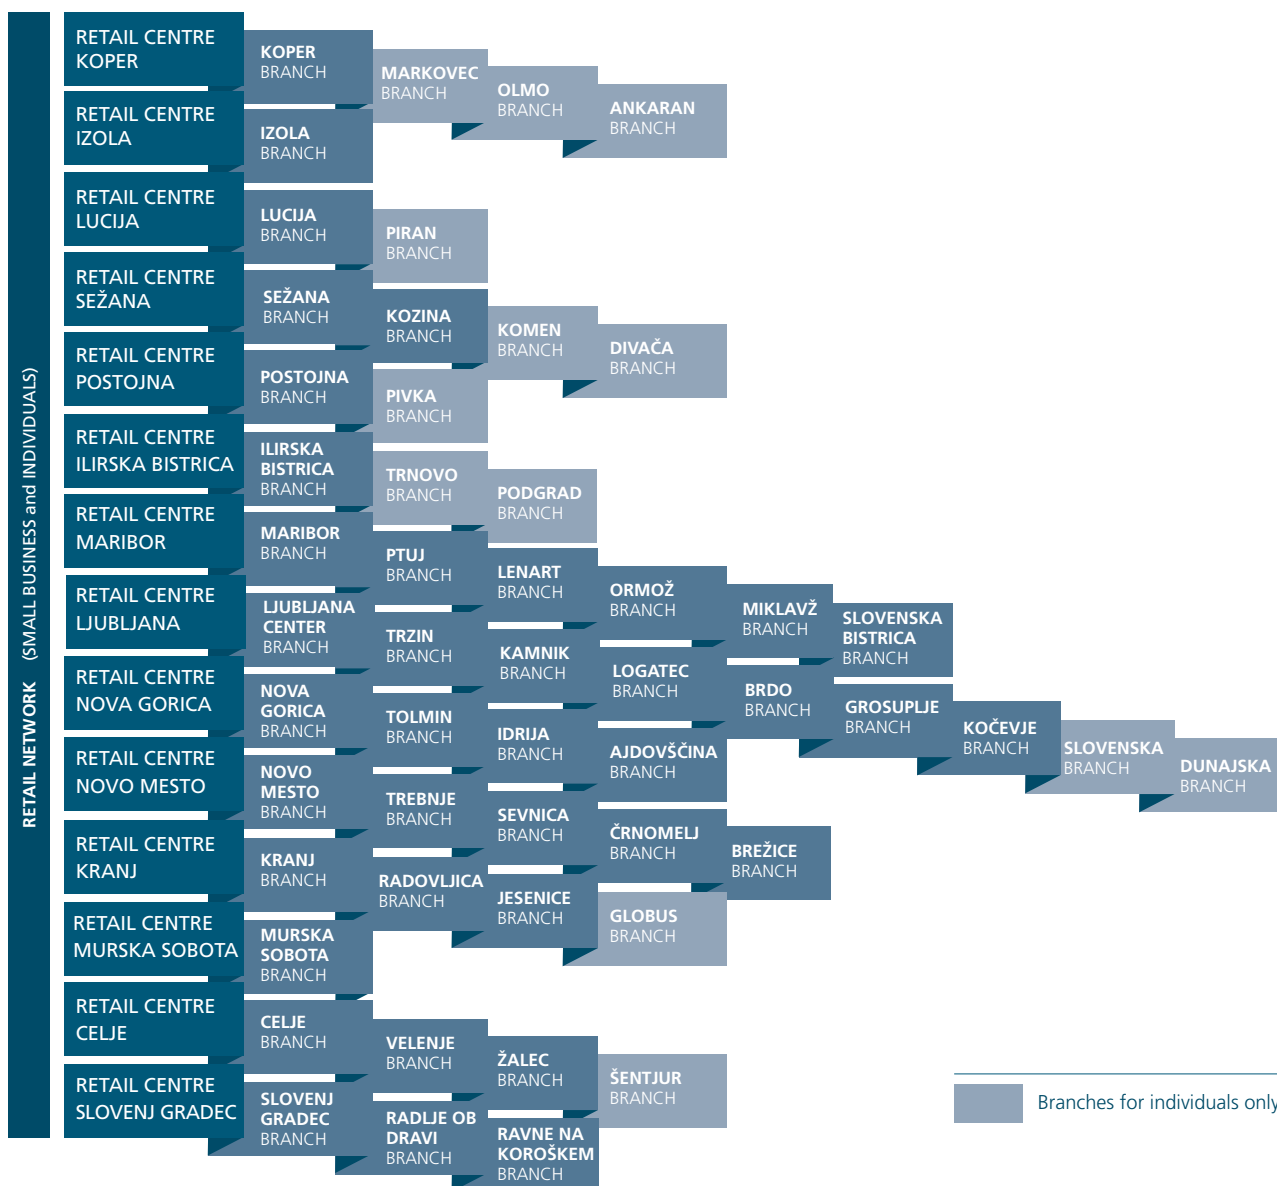 RETAIL NETWORK (SMALL BUSINESS and INDIVIDUALS)
RETAIL CENTRE
KOPER
KOPER
BRANCH
MARKOVEC
BRANCH
OLMO
BRANCH
ANKARAN
BRANCH
RETAIL CENTRE
IZOLA
IZOLA
BRANCH
RETAIL CENTRE
LUCIJA
LUCIJA
BRANCH
PIRAN
BRANCH
RETAIL CENTRE
SEŽANA
SEŽANA
BRANCH
KOZINA
BRANCH
KOMEN
BRANCH
DIVAČA
BRANCH
RETAIL CENTRE
POSTOJNA
POSTOJNA
BRANCH
PIVKA
BRANCH
RETAIL CENTRE
ILIRSKA BISTRICA
ILIRSKA
BISTRICA
BRANCH
TRNOVO
BRANCH
PODGRAD
BRANCH
RETAIL CENTRE
MARIBOR
MARIBOR
BRANCH
PTUJ
BRANCH
LENART
BRANCH
ORMOŽ
BRANCH
MIKLAVŽ
BRANCH
SLOVENSKA
BISTRICA
BRANCH
RETAIL CENTRE
LJUBLJANA
LJUBLJANA
CENTER
BRANCH
TRZIN
BRANCH
KAMNIK
BRANCH
LOGATEC
BRANCH
BRDO
BRANCH
GROSUPLJE
BRANCH
KOČEVJE
BRANCH
SLOVENSKA
BRANCH
DUNAJSKA
BRANCH
RETAIL CENTRE
NOVA GORICA
NOVA
GORICA
BRANCH
TOLMIN
BRANCH
IDRIJA
BRANCH
AJDOVŠČINA
BRANCH
RETAIL CENTRE
NOVO MESTO
NOVO
MESTO
BRANCH
TREBNJE
BRANCH
SEVNICA
BRANCH
ČRNOMELJ
BRANCH
BREŽICE
BRANCH
RETAIL CENTRE
KRANJ
KRANJ
BRANCH
RADOVLJICA
BRANCH
JESENICE
BRANCH
GLOBUS
BRANCH
RETAIL CENTRE
MURSKA SOBOTA
MURSKA
SOBOTA
BRANCH
RETAIL CENTRE
CELJE
CELJE
BRANCH
VELENJE
BRANCH
ŽALEC
BRANCH
ŠENTJUR
BRANCH
RETAIL CENTRE
SLOVENJ GRADEC
SLOVENJ
GRADEC
BRANCH
RADLJE OB
DRAVI
BRANCH
RAVNE NA
KOROŠKEM
BRANCH
Branches for individuals only